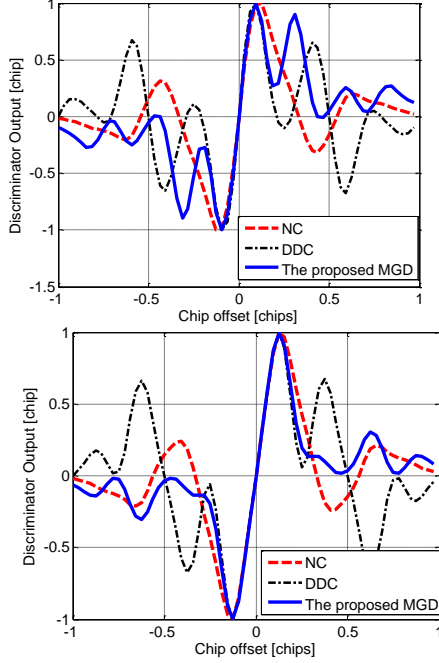 1
0.5
0
-0.5
-1
-1.5
-1
-0.5
0
0.5
1
Discriminator Output [chip]
Chip offset [chips]
NC
DDC
The proposed MGD
1
0.5
0
-0.5
-1
-1
-0.5
0
0.5
1
Discriminator Output [chip]
Chip offset [chips]
NC
DDC
The proposed MGD